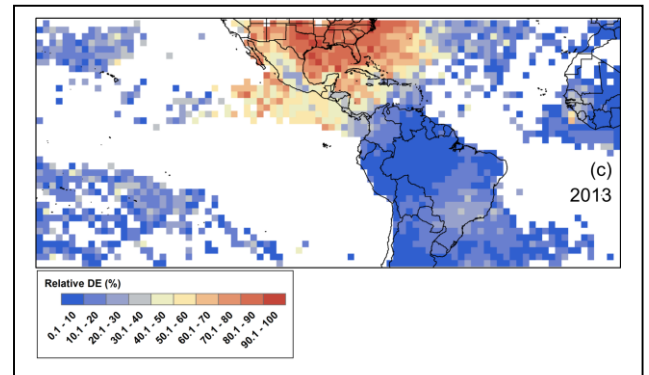 (c)
2013
Relative DE (%)
0.1 - 10
10.1 - 20
20.1 - 30
30.1 - 40
40.1 - 50
50.1 - 60
60.1 - 70
70.1 - 80
80.1 - 90
90.1 - 100